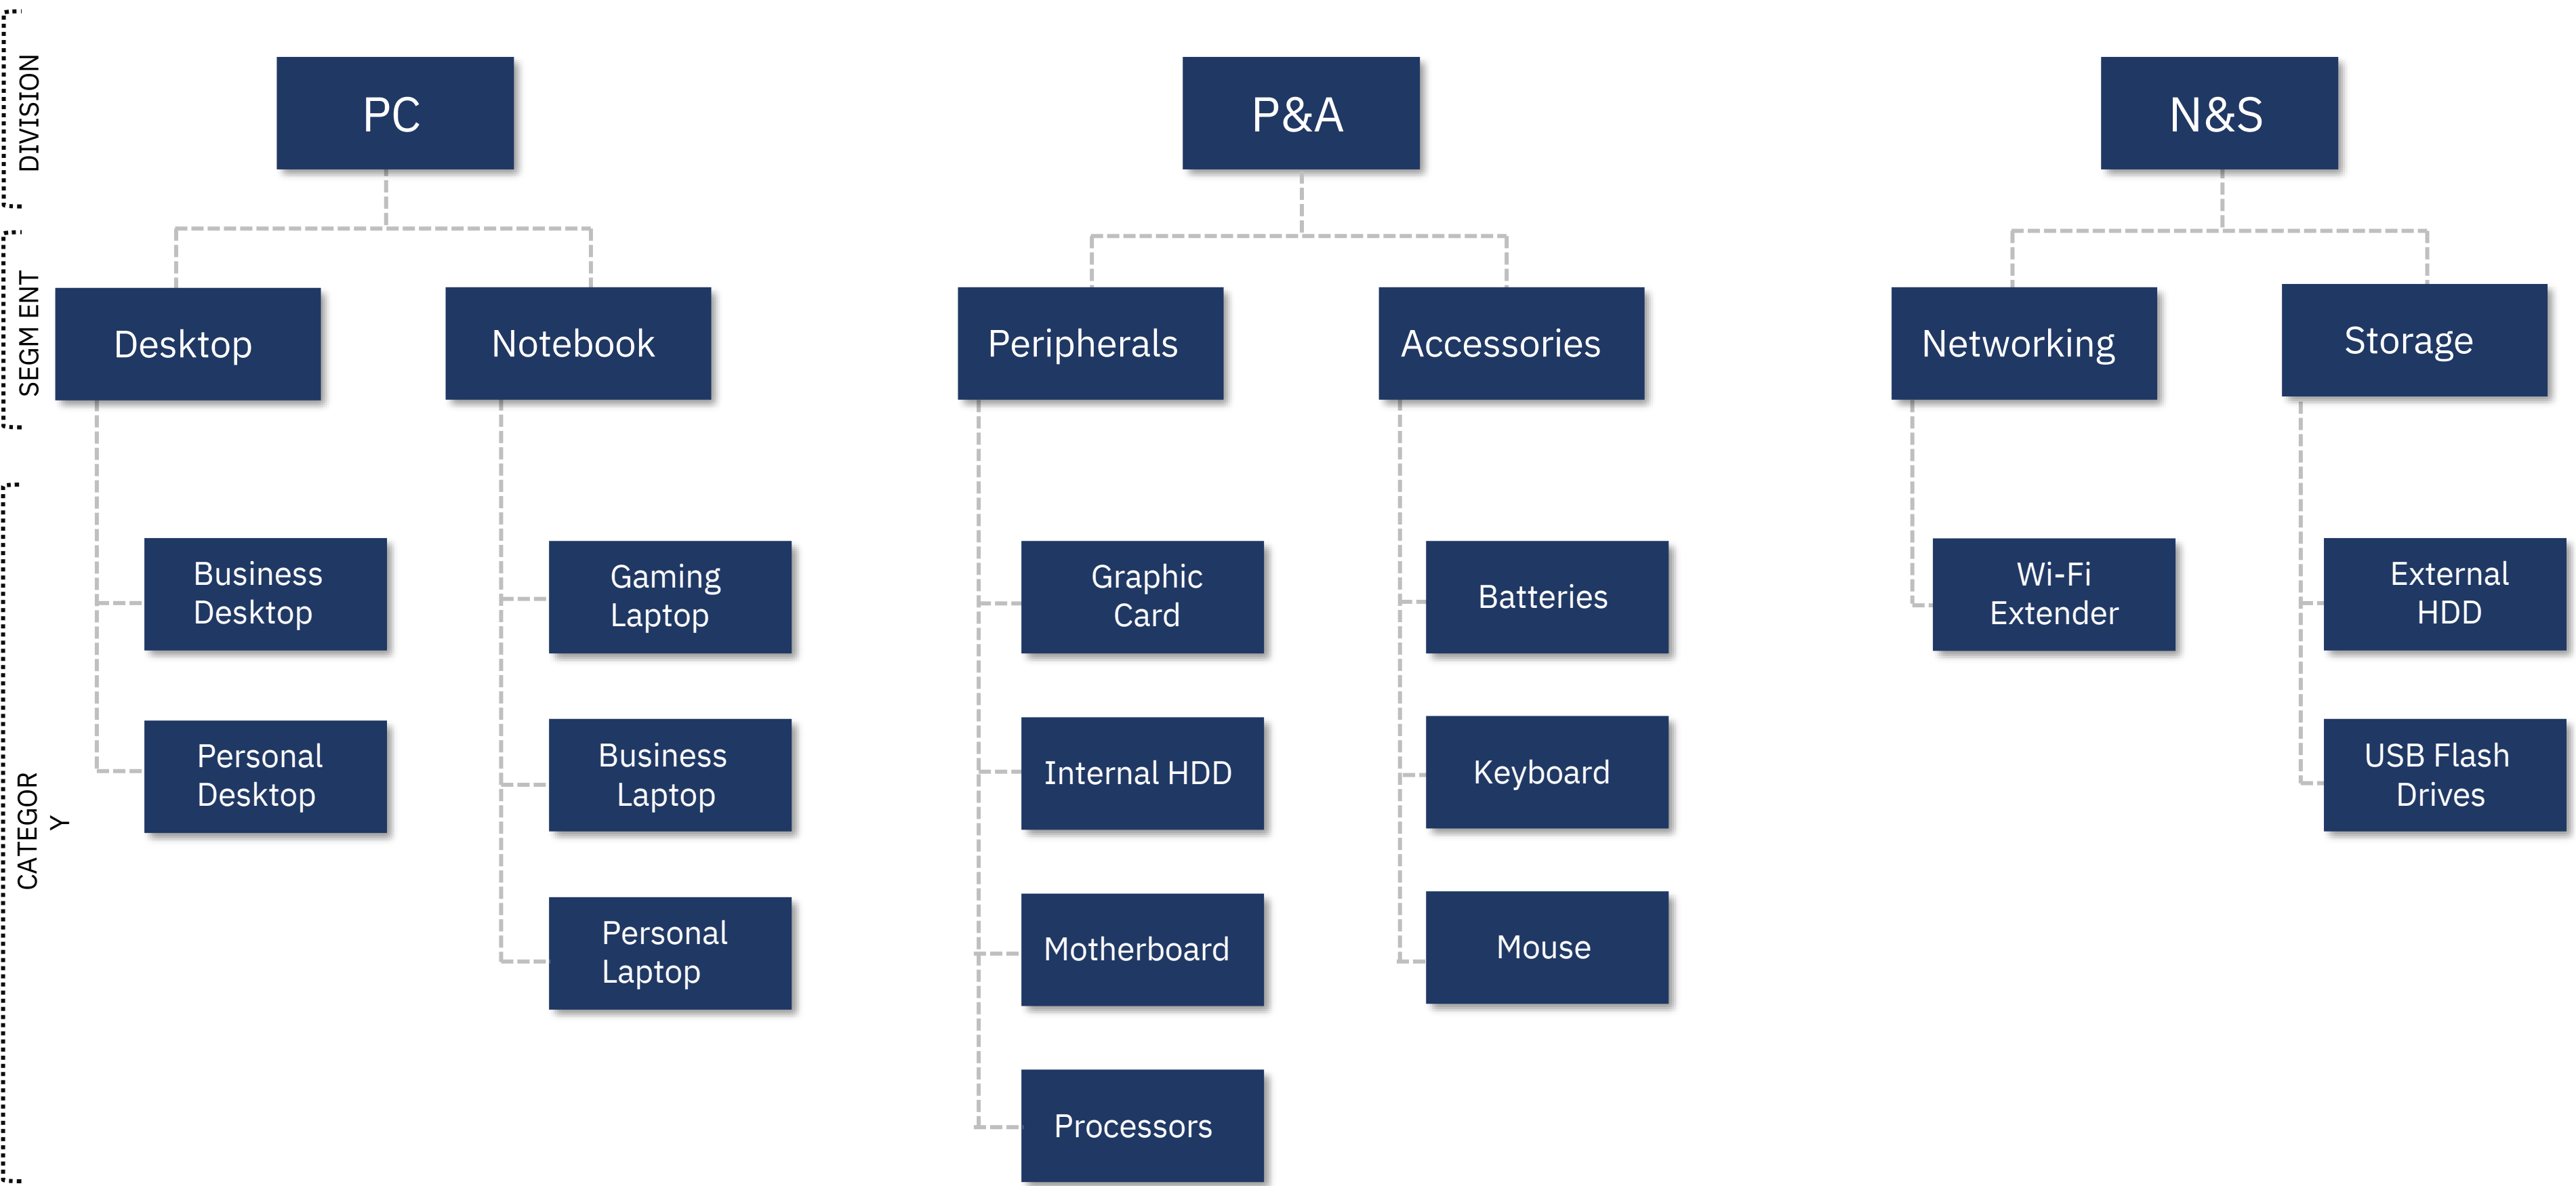 DIVISION
PC
P&A
N&S
SEGM ENT
Desktop
Notebook
Peripherals
Accessories
Networking
Storage
CATEGOR
Y
Business
Desktop
Personal
Desktop
Gaming
Laptop
Business
Laptop
Personal
Laptop
Graphic
Card
Internal HDD
Motherboard
Processors
Batteries
Keyboard
Mouse
Wi-Fi
Extender
External
HDD
USB Flash
Drives